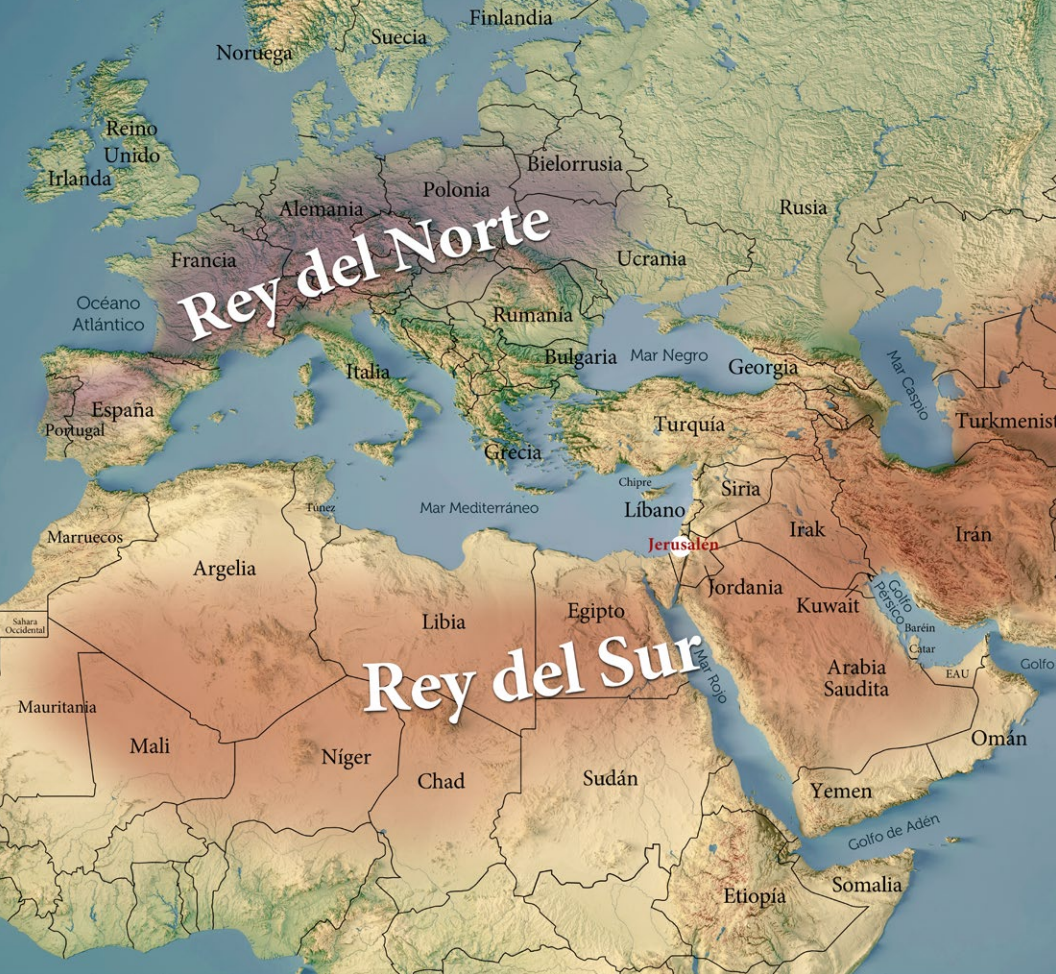 Finlandia
Suecia
Noruega
Reino
Unido
Irlanda
Bielorrusia
Polonia
Alemania
Rusia
Rey del Norte
Francia
Ucrania
Océano
Atlántico
Rumanía
Bulgaria
Mar Negro
Georgia
Italia
Mar Caspio
España
Portugal
Turquía
Turkmenist
Grecia
Chipre
Siria
Líbano
Túnez
Mar Mediterráneo
Marruecos
Irak
Irán
Jerusalén
Argelia
Jordania
Kuwait
Golfo
Pérsico
Egipto
Libia
Sahara
Occidental
Baréin
Catar
EAU
Golfo
Rey del Sur
Mar Rojo
Arabia
Saudita
Mauritania
Mali
Níger
Chad
Sudán
Omán
Yemen
Golfo de Adén
Etiopía
Somalia